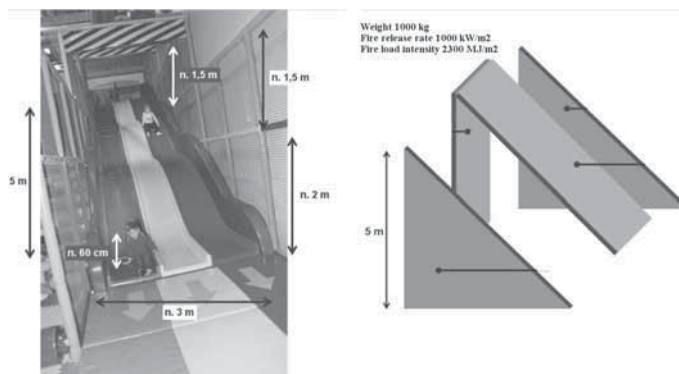 n. 1,5 m
n. 1,5 m
5 m
n. 2 m
n. 60 cm
n. 3 m
Weight 1000 kg
Fire release rate 1000 kW/m2
Fire load intensity 2300 MJ/m2
5 m